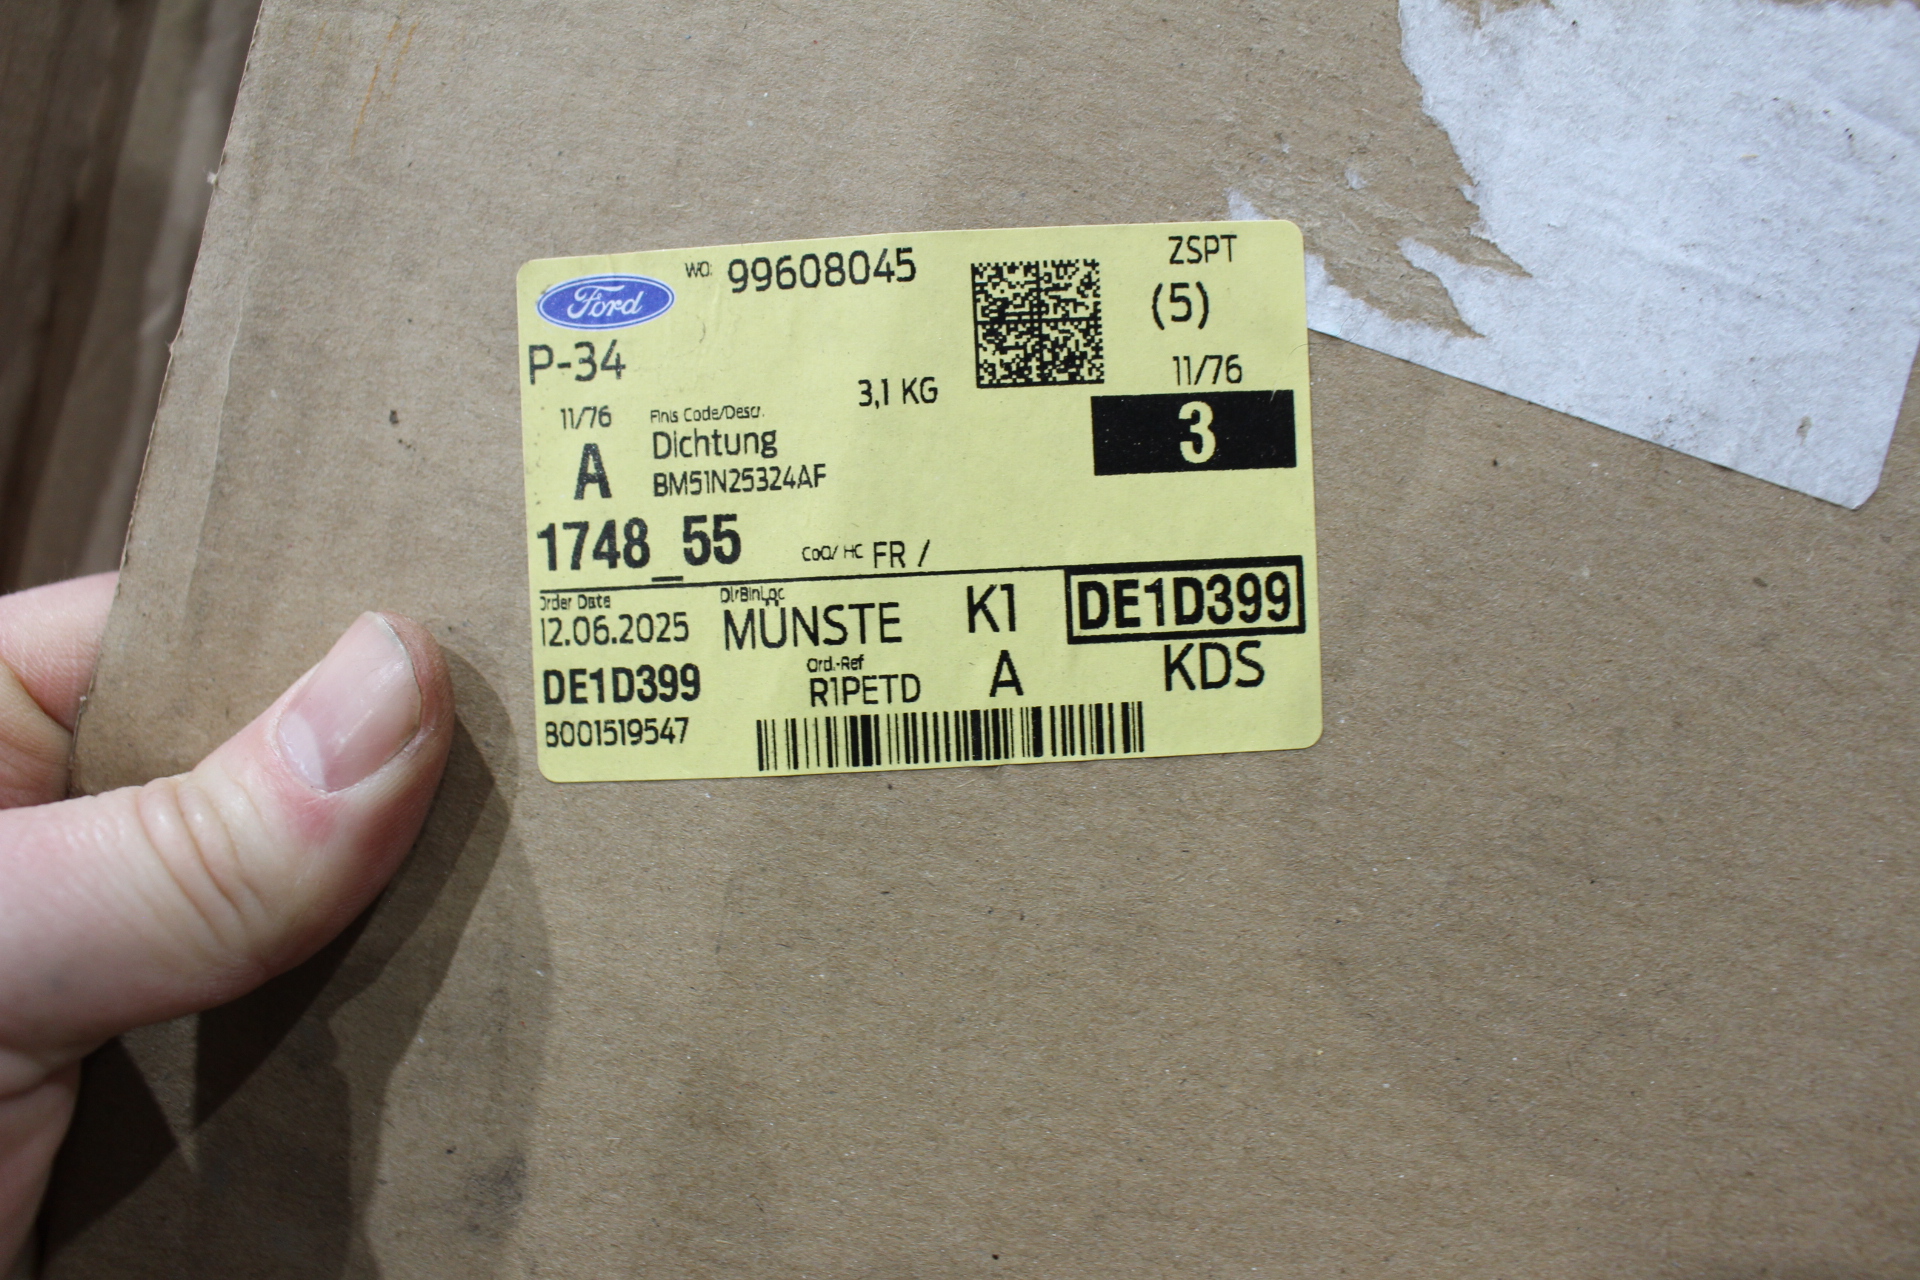 Ford
WO: 99608045
ZSPT
(5)
P-34
3,1 KG
11/76
11/76
Finis Code/Descr.
3
A
Dichtung
BM51N25324AF
1748_55
CoO/ HC FR /
Order Date
DlrBinLoc
12.06.2025
MÜNSTE
K1
DE1D399
DE1D399
Ord.-Ref
R1PETD
A
KDS
B001519547